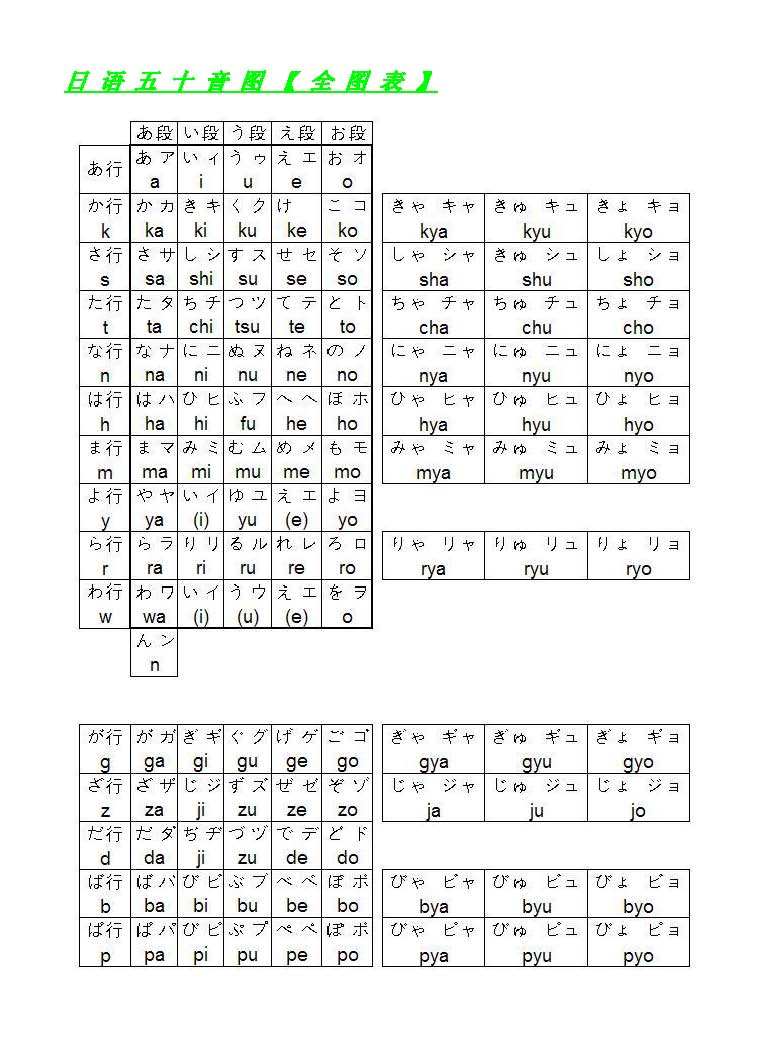 日语五十音图【全图表】
あ段 い段 う段 え段 お段
あ行 あ ア い ィ う ゥ え エ お オ
a i u e o
か行 か カ き キ く ク け こ コ きゃ キャ きゅ キュ きょ キョ
k ka ki ku ke ko kya kyu kyo
さ行 さ サ し シ す ス せ セ そ ソ しゃ シャ きゅ シュ しょ ショ
s sa shi su se so sha shu sho
た行 た タ ち チ つ ツ て テ と ト ちゃ チャ ちゅ チュ ちょ チョ
t ta chi tsu te to cha chu cho
な行 な ナ に ニ ぬ ヌ ね ネ の ノ にゃ ニャ にゅ ニュ にょ ニョ
n na ni nu ne no nya nyu nyo
は行 は ハ ひ ヒ ふ フ へ ヘ ほ ホ ひゃ ヒャ ひゅ ヒュ ひょ ヒョ
h ha hi fu he ho hya hyu hyo
ま行 ま マ み ミ む ム め メ も モ みゃ ミャ みゅ ミュ みょ ミョ
m ma mi mu me mo mya myu myo
よ行 や ヤ い イ ゆ ユ え エ よ ヨ
y ya (i) yu (e) yo
ら行 ら ラ り リ る ル れ レ ろ ロ りゃ リャ りゅ リュ りょ リョ
r ra ri ru re ro rya ryu ryo
わ行 わ ワ い イ う ウ え エ を ヲ
w wa (i) (u) (e) o
ん ン
n
が行 が ガ ぎ ギ ぐ グ げ ゲ ご ゴ ぎゃ ギャ ぎゅ ギュ ぎょ ギョ
g ga gi gu ge go gya gyu gyo
ざ行 ざ ザ じ ジ ず ズ ぜ ゼ ぞ ゾ じゃ ジャ じゅ ジュ じょ ジョ
z za ji zu ze zo ja ju jo
だ行 だ ダ ぢ ヂ づ ヅ で デ ど ド
d da ji zu de do
ば行 ば バ び ビ ぶ ブ べ ベ ぼ ボ びゃ ビャ びゅ ビュ びょ ビョ
b ba bi bu be bo bya byu byo
ぱ行 ぱ パ ぴ ピ ぷ プ ぺ ペ ぽ ポ ぴゃ ピャ ぴゅ ピュ ぴょ ピョ
p pa pi pu pe po pya pyu pyo